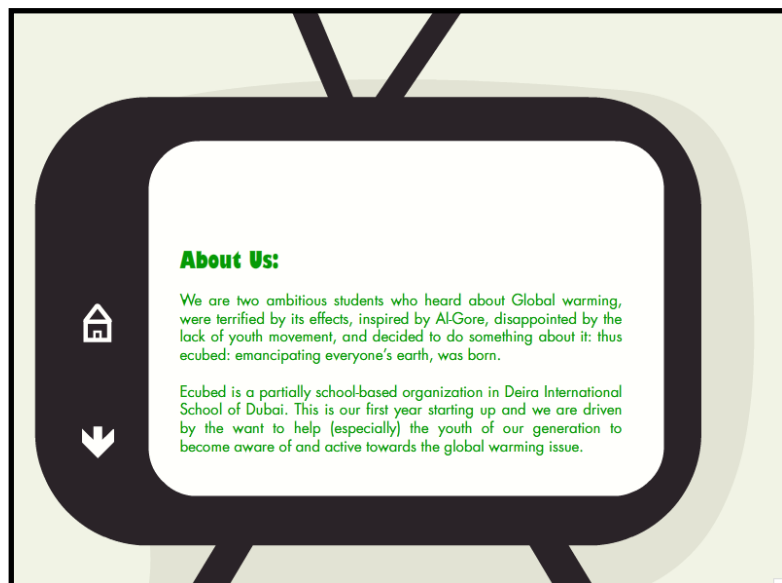 About Us:
We are two ambitious students who heard about Global warming,
were terrified by its effects, inspired by Al-Gore, disappointed by the
lack of youth movement, and decided to do something about it: thus
ecubed: emancipating everyone's earth, was born.
Ecubed is a partially school-based organization in Deira International
School of Dubai. This is our first year starting up and we are driven
by the want to help (especially) the youth of our generation to
become aware of and active towards the global warming issue.